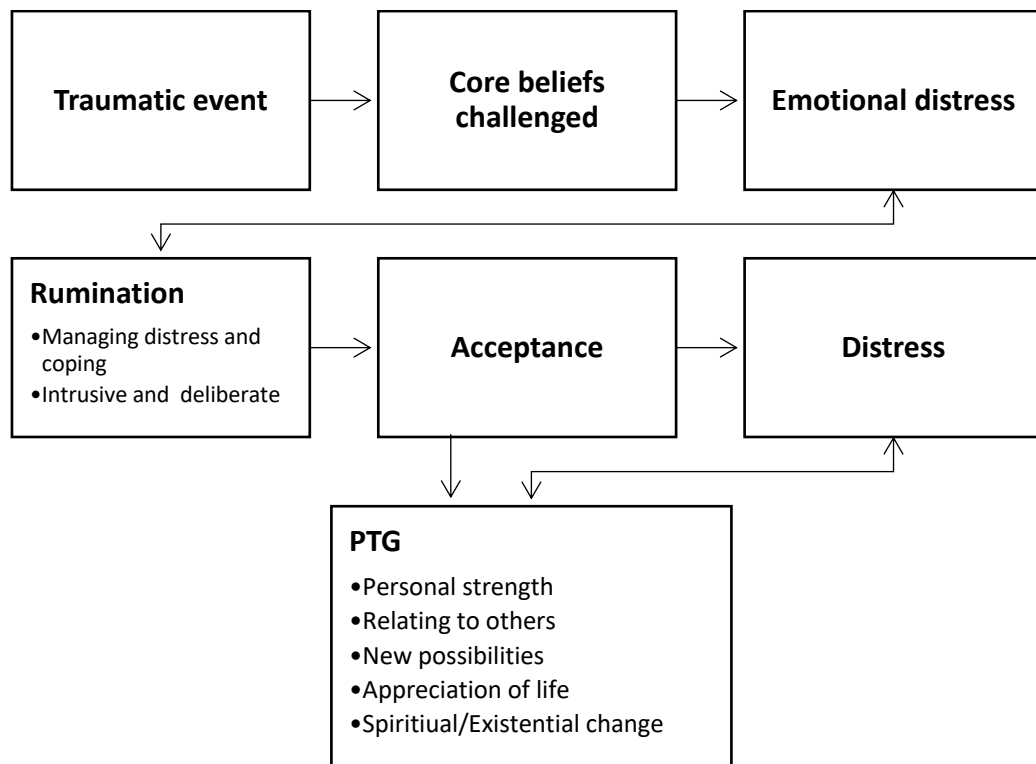 Traumatic event
Core beliefs
challenged
Emotional distress
Rumination
•Managing distress and
coping
•Intrusive and  deliberate
Acceptance
Distress
PTG
•Personal strength
•Relating to others
•New possibilities
•Appreciation of life
•Spiritiual/Existential change